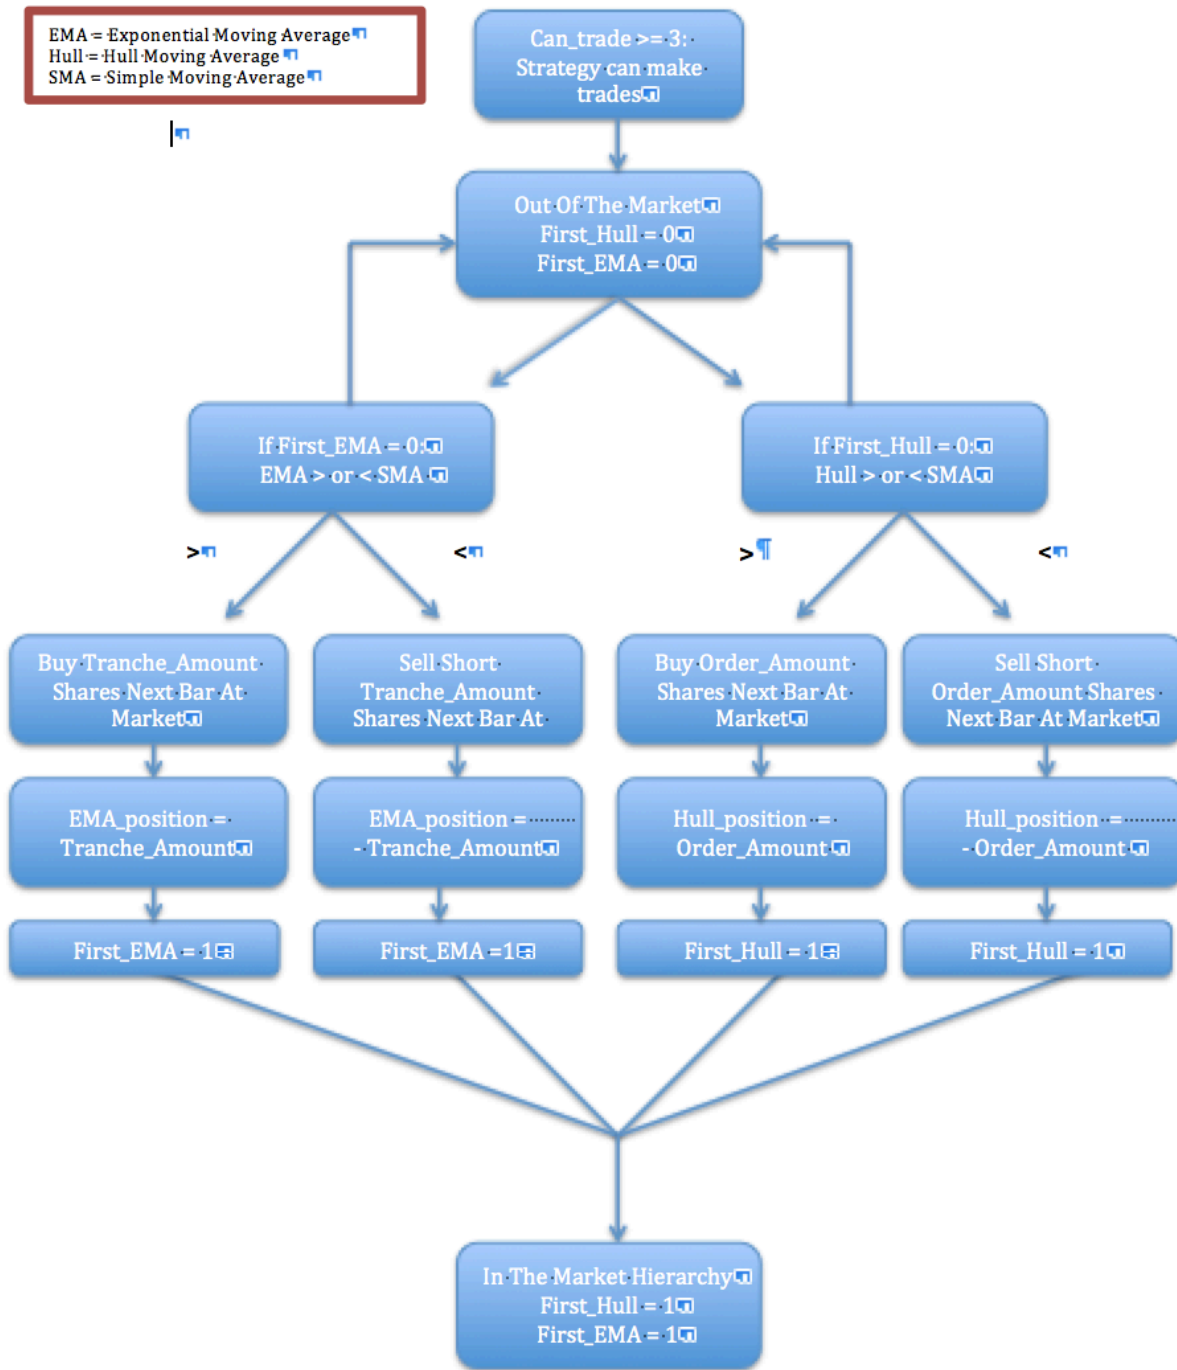 EMA = Exponential Moving Average
Hull = Hull Moving Average
SMA = Simple Moving Average
Can_trade >= 3:
Strategy can make
trades
Out Of The Market
First_Hull = 0
First_EMA = 0
If First_EMA = 0:
EMA > or < SMA
If First_Hull = 0:
Hull > or < SMA
>
<
>
<
Buy Tranche_Amount
Shares Next Bar At
Market
Sell Short
Tranche_Amount
Shares Next Bar At
Buy Order_Amount
Shares Next Bar At
Market
Sell Short
Order_Amount Shares
Next Bar At Market
EMA_position =
Tranche_Amount
EMA_position =
- Tranche_Amount
Hull_position =
Order_Amount
Hull_position =
- Order_Amount
First_EMA = 1
First_EMA =1
First_Hull = 1
First_Hull = 1
In The Market Hierarchy
First_Hull = 1
First_EMA = 1